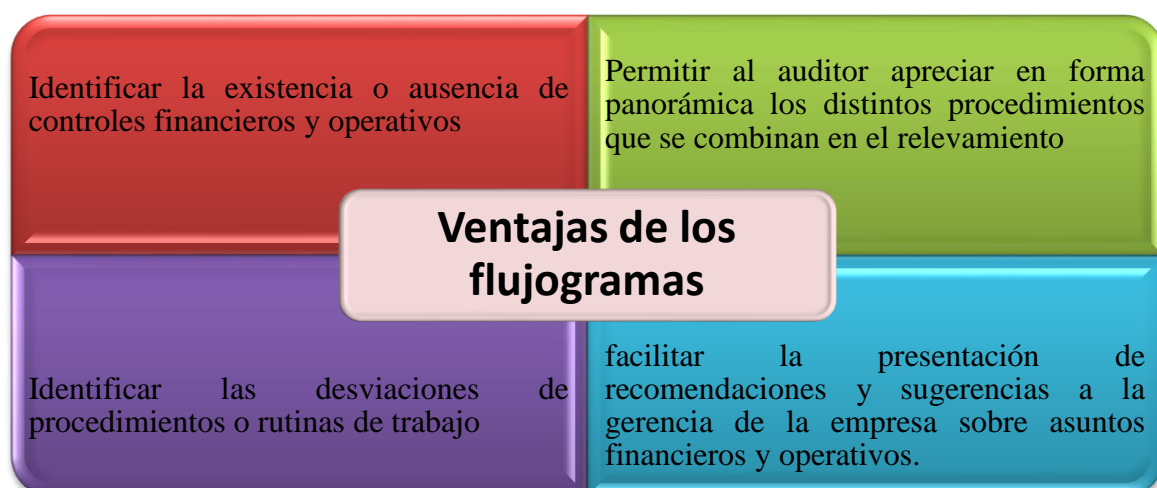 Identificar la existencia o ausencia de
controles financieros y operativos
Permitir al auditor apreciar en forma
panorámica los distintos procedimientos
que se combinan en el relevamiento
Ventajas de los
flujogramas
Identificar las desviaciones de
procedimientos o rutinas de trabajo
facilitar la presentación de
recomendaciones y sugerencias a la
gerencia de la empresa sobre asuntos
financieros y operativos.